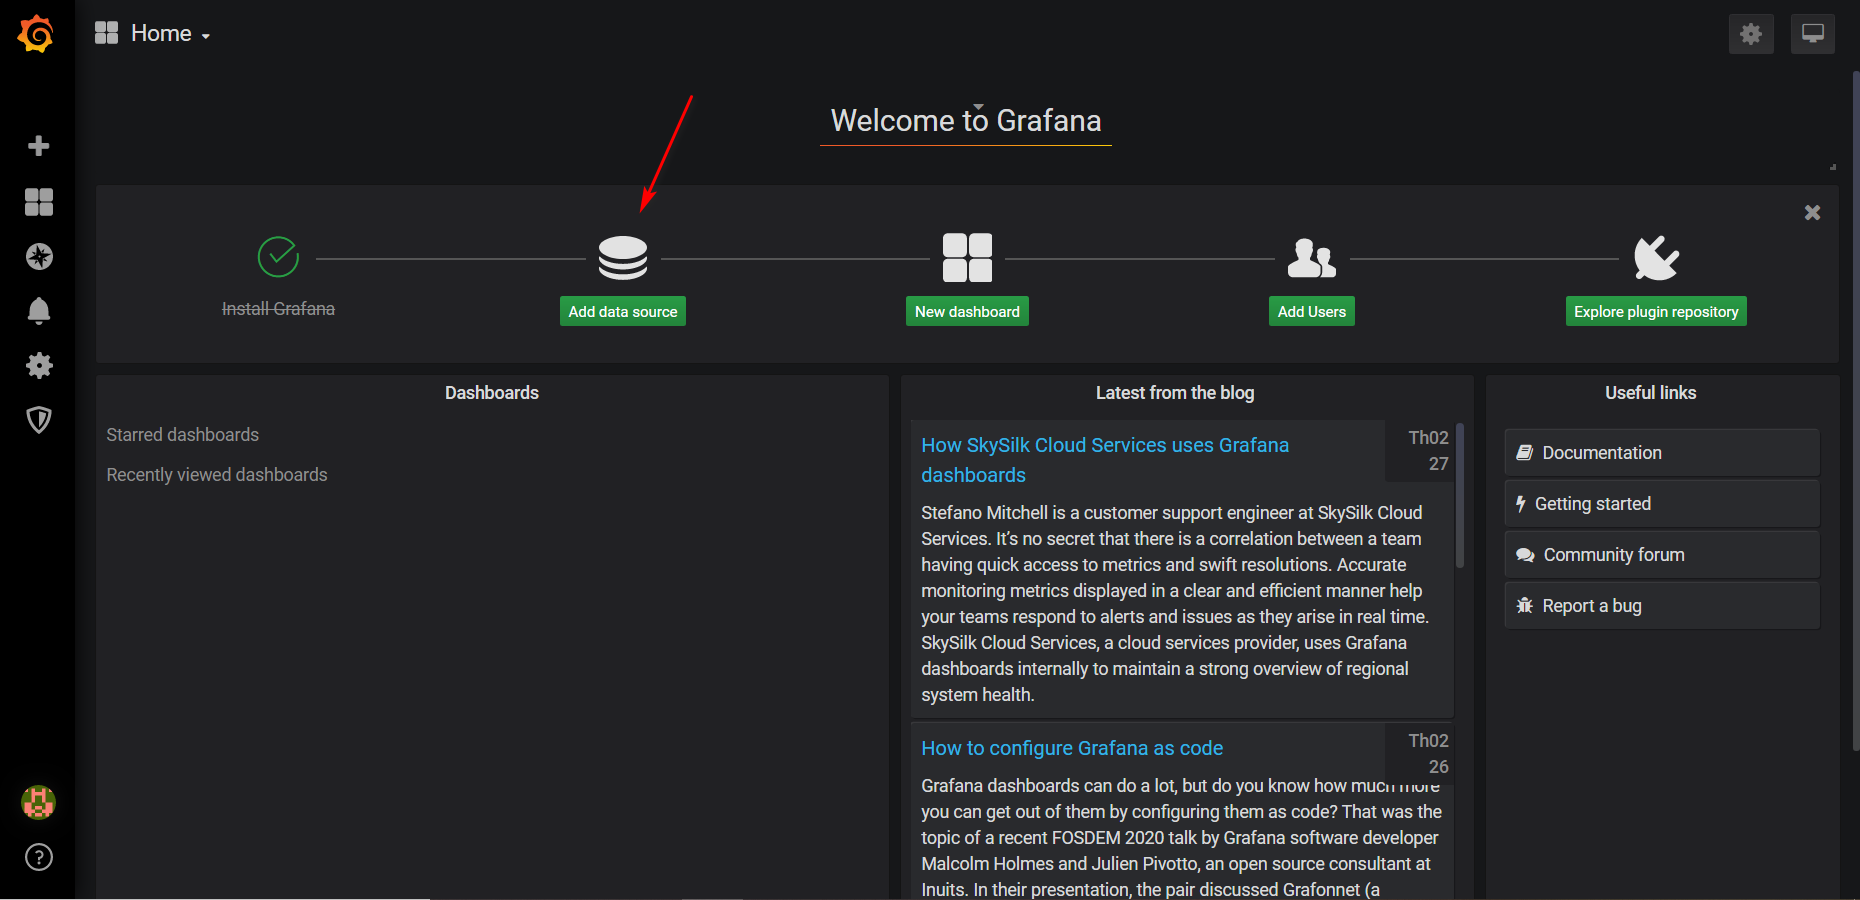 Home
Welcome to Grafana
Install Grafana
Add data source
New dashboard
Add Users
Explore plugin repository
Dashboards
Starred dashboards
Recently viewed dashboards
Latest from the blog
How SkySilk Cloud Services uses Grafana
dashboards
Th02
27
Stefano Mitchell is a customer support engineer at SkySilk Cloud
Services. It’s no secret that there is a correlation between a team
having quick access to metrics and swift resolutions. Accurate
monitoring metrics displayed in a clear and efficient manner help
your teams respond to alerts and issues as they arise in real time.
SkySilk Cloud Services, a cloud services provider, uses Grafana
dashboards internally to maintain a strong overview of regional
system health.
How to configure Grafana as code
Th02
26
Grafana dashboards can do a lot, but do you know how much more
you can get out of them by configuring them as code? That was the
topic of a recent FOSDEM 2020 talk by Grafana software developer
Malcolm Holmes and Julien Pivotto, an open source consultant at
Inuits. In their presentation, the pair discussed Grafonnet (a
Useful links
Documentation
Getting started
Community forum
Report a bug
?